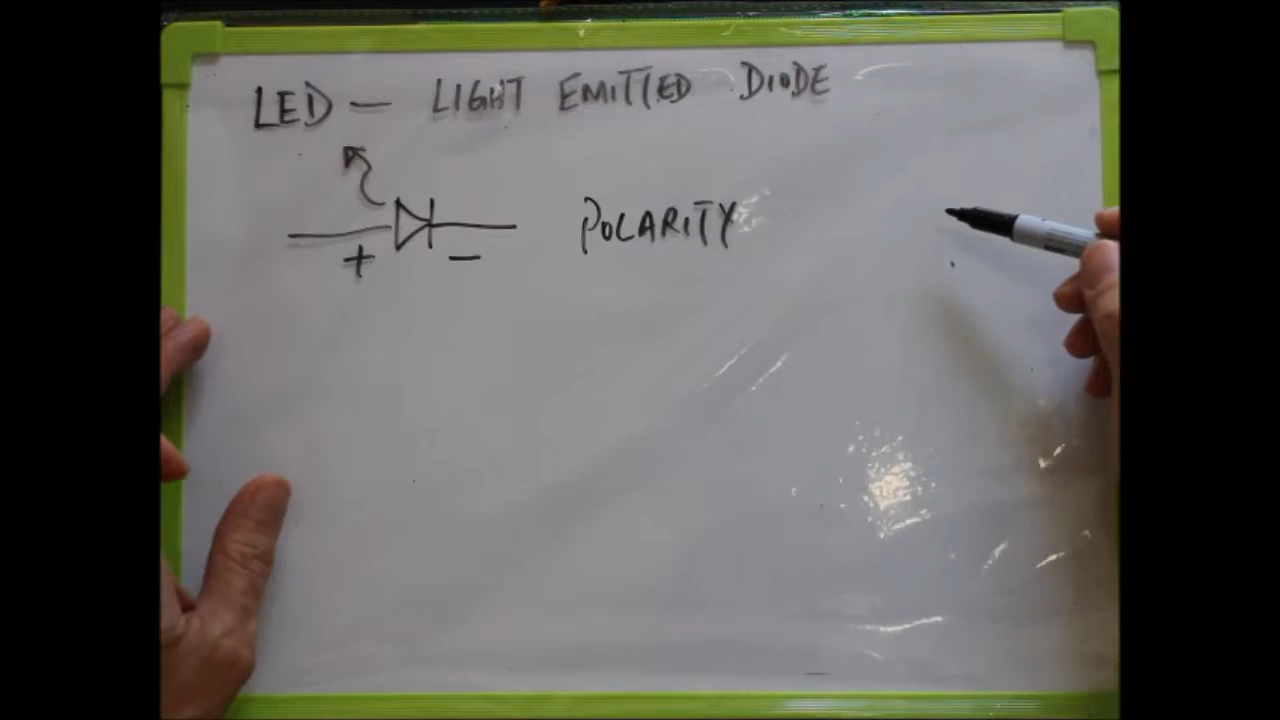 LED — LIGHT EMITTED DIODE
POLARITY
+ −